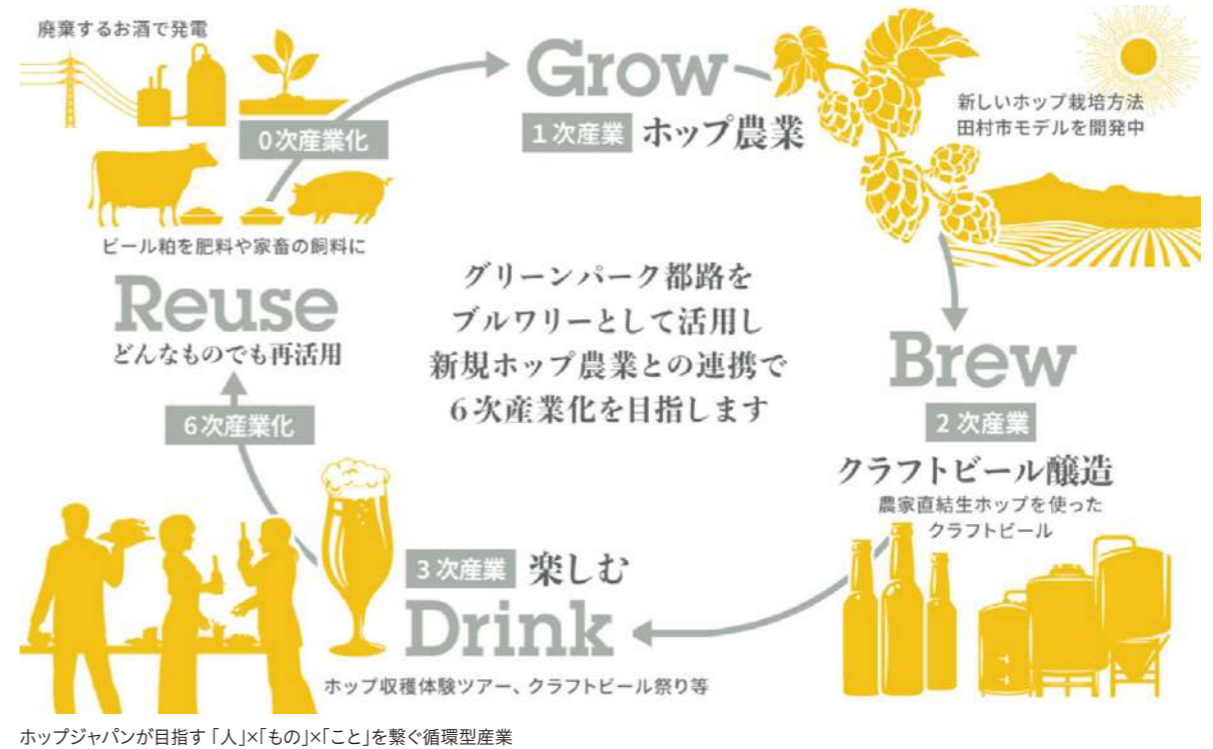 廃棄するお酒で発電
0次産業化
ビール粕を肥料や家畜の飼料に
Reuse
どんなものでも再活用
6次産業化
Grow
1次産業 ホップ農業
新しいホップ栽培方法
田村市モデルを開発中
グリーンパーク都路を
ブルワリーとして活用し
新規ホップ農業との連携で
6次産業化を目指します
Brew
2次産業
クラフトビール醸造
農家直結生ホップを使った
クラフトビール
3次産業 楽しむ
Drink
ホップ収穫体験ツアー、クラフトビール祭り等
ホップジャパンが目指す「人」×「もの」×「こと」を繋ぐ循環型産業